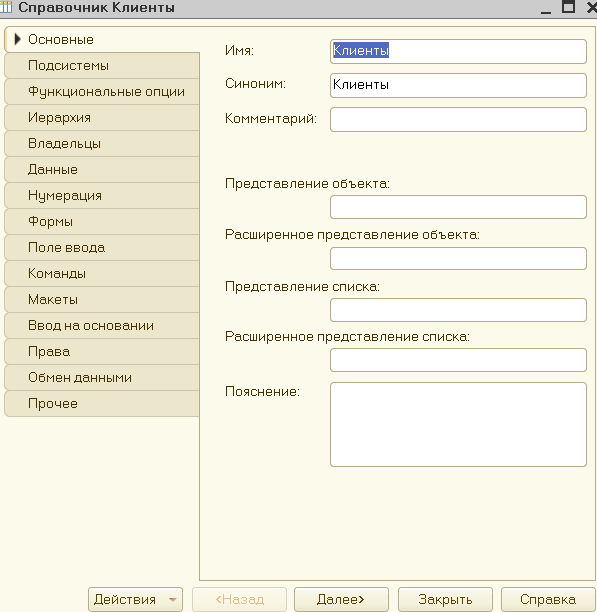 Справочник Клиенты
Основные
Подсистемы
Функциональные опции
Иерархия
Владельцы
Данные
Нумерация
Формы
Поле ввода
Команды
Макеты
Ввод на основании
Права
Обмен данными
Прочее
Имя: Клиенты
Синоним: Клиенты
Комментарий:
Представление объекта:
Расширенное представление объекта:
Представление списка:
Расширенное представление списка:
Пояснение:
Действия <Назад Далее> Закрыть Справка